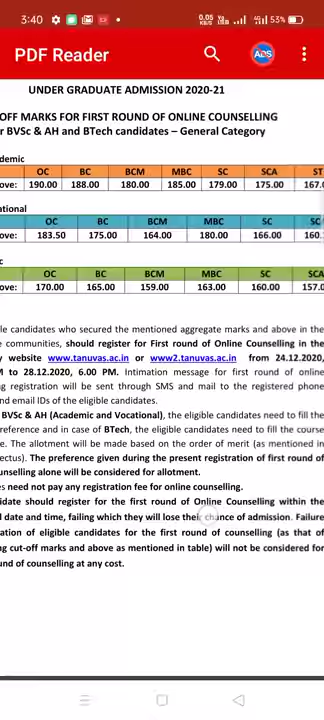 3:40
0.05 KB/S
53%
PDF Reader
ADS
UNDER GRADUATE ADMISSION 2020-21
OFF MARKS FOR FIRST ROUND OF ONLINE COUNSELLING
r BVSc & AH and BTech candidates – General Category
demic
OC BC BCM MBC SC SCA ST
ove: 190.00 188.00 180.00 185.00 179.00 175.00 167.0
ational
OC BC BCM MBC SC SC
ove: 183.50 175.00 164.00 180.00 166.00 160.
c
OC BC BCM MBC SC SCA
ove: 170.00 165.00 159.00 163.00 160.00 157.0
le candidates who secured the mentioned aggregate marks and above in the
e communities, should register for First round of Online Counselling in the
y website www.tanuvas.ac.in or www2.tanuvas.ac.in from 24.12.2020,
M to 28.12.2020, 6.00 PM. Intimation message for first round of online
ng registration will be sent through SMS and mail to the registered phone
nd email IDs of the eligible candidates.
BVSc & AH (Academic and Vocational), the eligible candidates need to fill the
reference and in case of BTech, the eligible candidates need to fill the course
e. The allotment will be made based on the order of merit (as mentioned in
ectus). The preference given during the present registration of first round of
unselling alone will be considered for allotment.
es need not pay any registration fee for online counselling.
idate should register for the first round of Online Counselling within the
d date and time, failing which they will lose their chance of admission. Failure
ation of eligible candidates for the first round of counselling (as that of
ng cut-off marks and above as mentioned in table) will not be considered for
und of counselling at any cost.